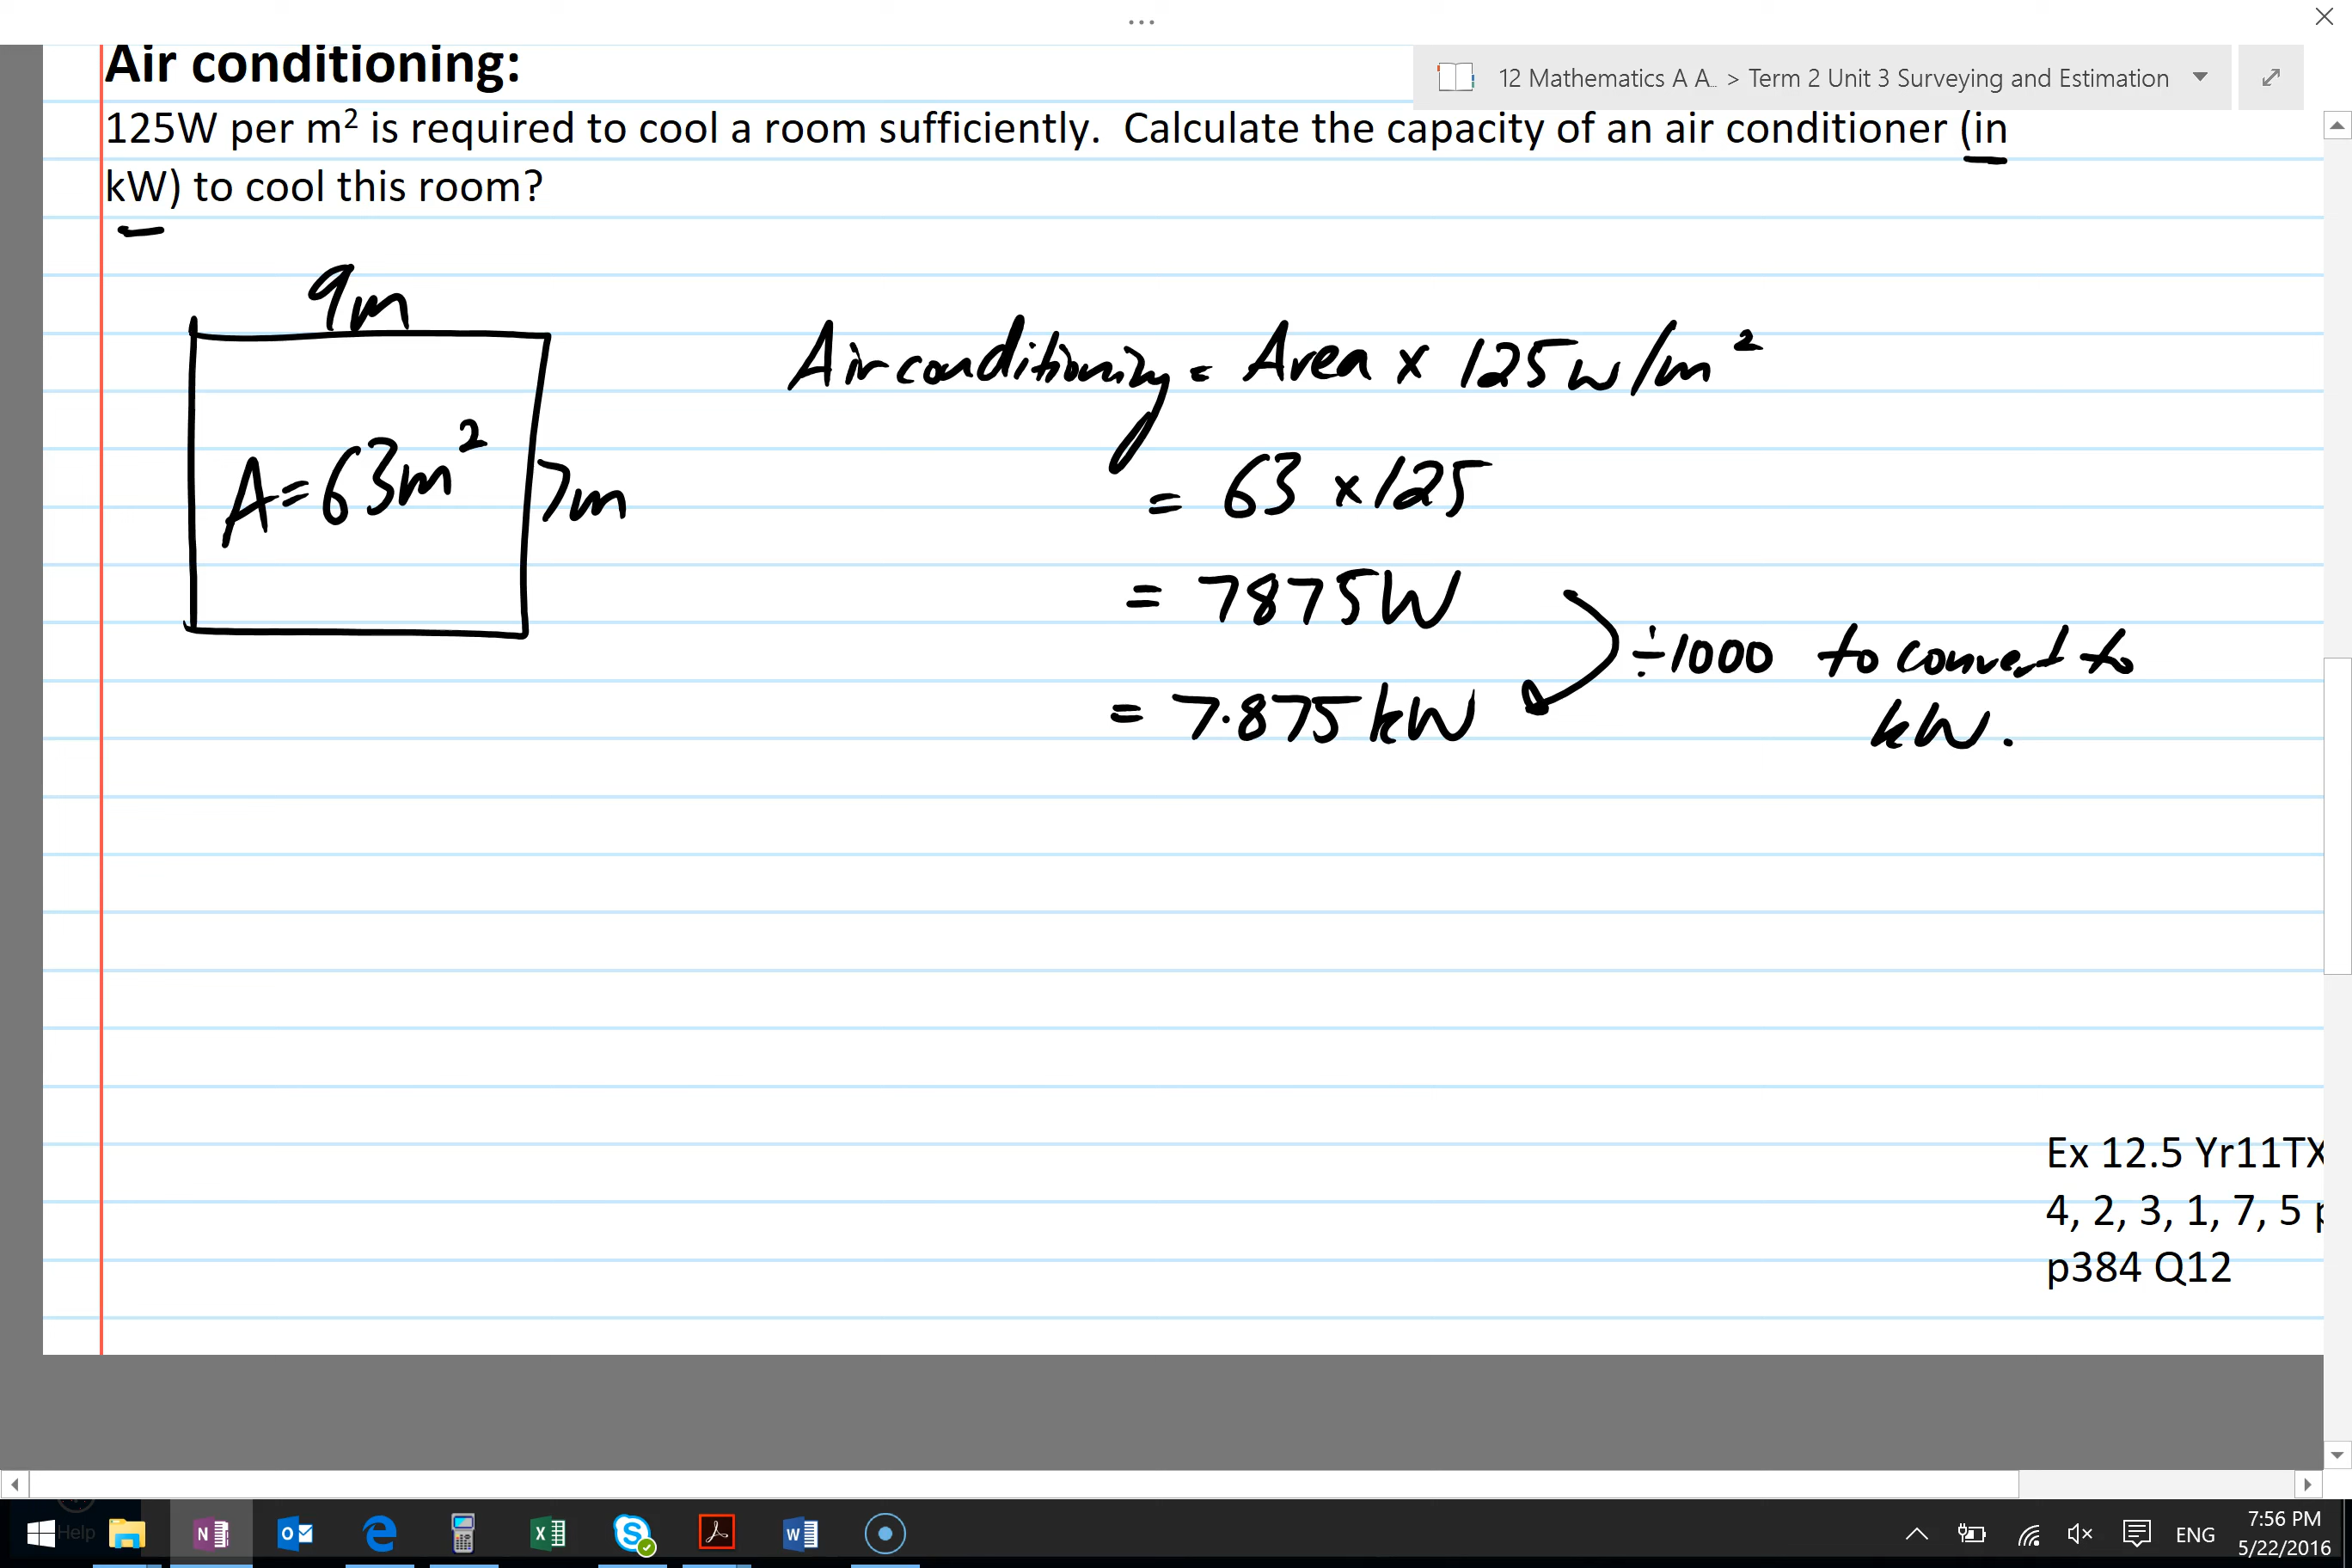 Air conditioning:
12 Mathematics A A... > Term 2 Unit 3 Surveying and Estimation
125W per m² is required to cool a room sufficiently. Calculate the capacity of an air conditioner (in
kW) to cool this room?
9m
Air conditioning = Area × 125w/m²
A=63m²
7m
= 63 ×125
= 7875W
÷1000 to convert to
kW.
= 7.875kW
Ex 12.5 Yr11TX
4, 2, 3, 1, 7, 5
p384 Q12
Help
ENG
7:56 PM
5/22/2016